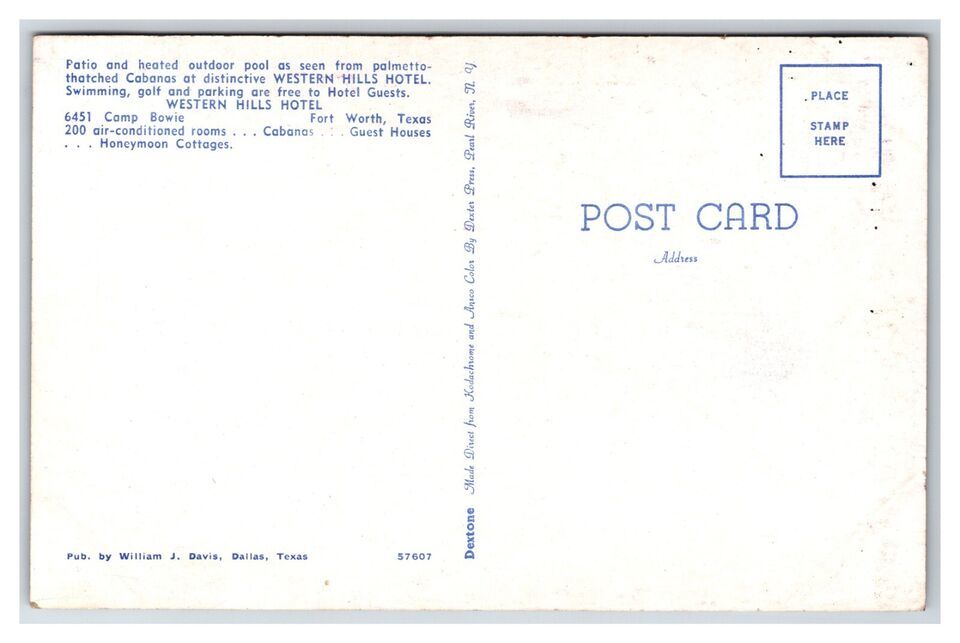 Patio and heated outdoor pool as seen from palmetto-
thatched Cabanas at distinctive WESTERN HILLS HOTEL.
Swimming, golf and parking are free to Hotel Guests.
WESTERN HILLS HOTEL
6451 Camp Bowie Fort Worth, Texas
200 air-conditioned rooms . . . Cabanas . . . Guest Houses
. . . Honeymoon Cottages.
Pub. by William J. Davis, Dallas, Texas 57607
Dextone Made Direct from Kodachrome and Ansco Color By Dexter Press, Pearl River, N. Y.
PLACE
STAMP
HERE
POST CARD
Address